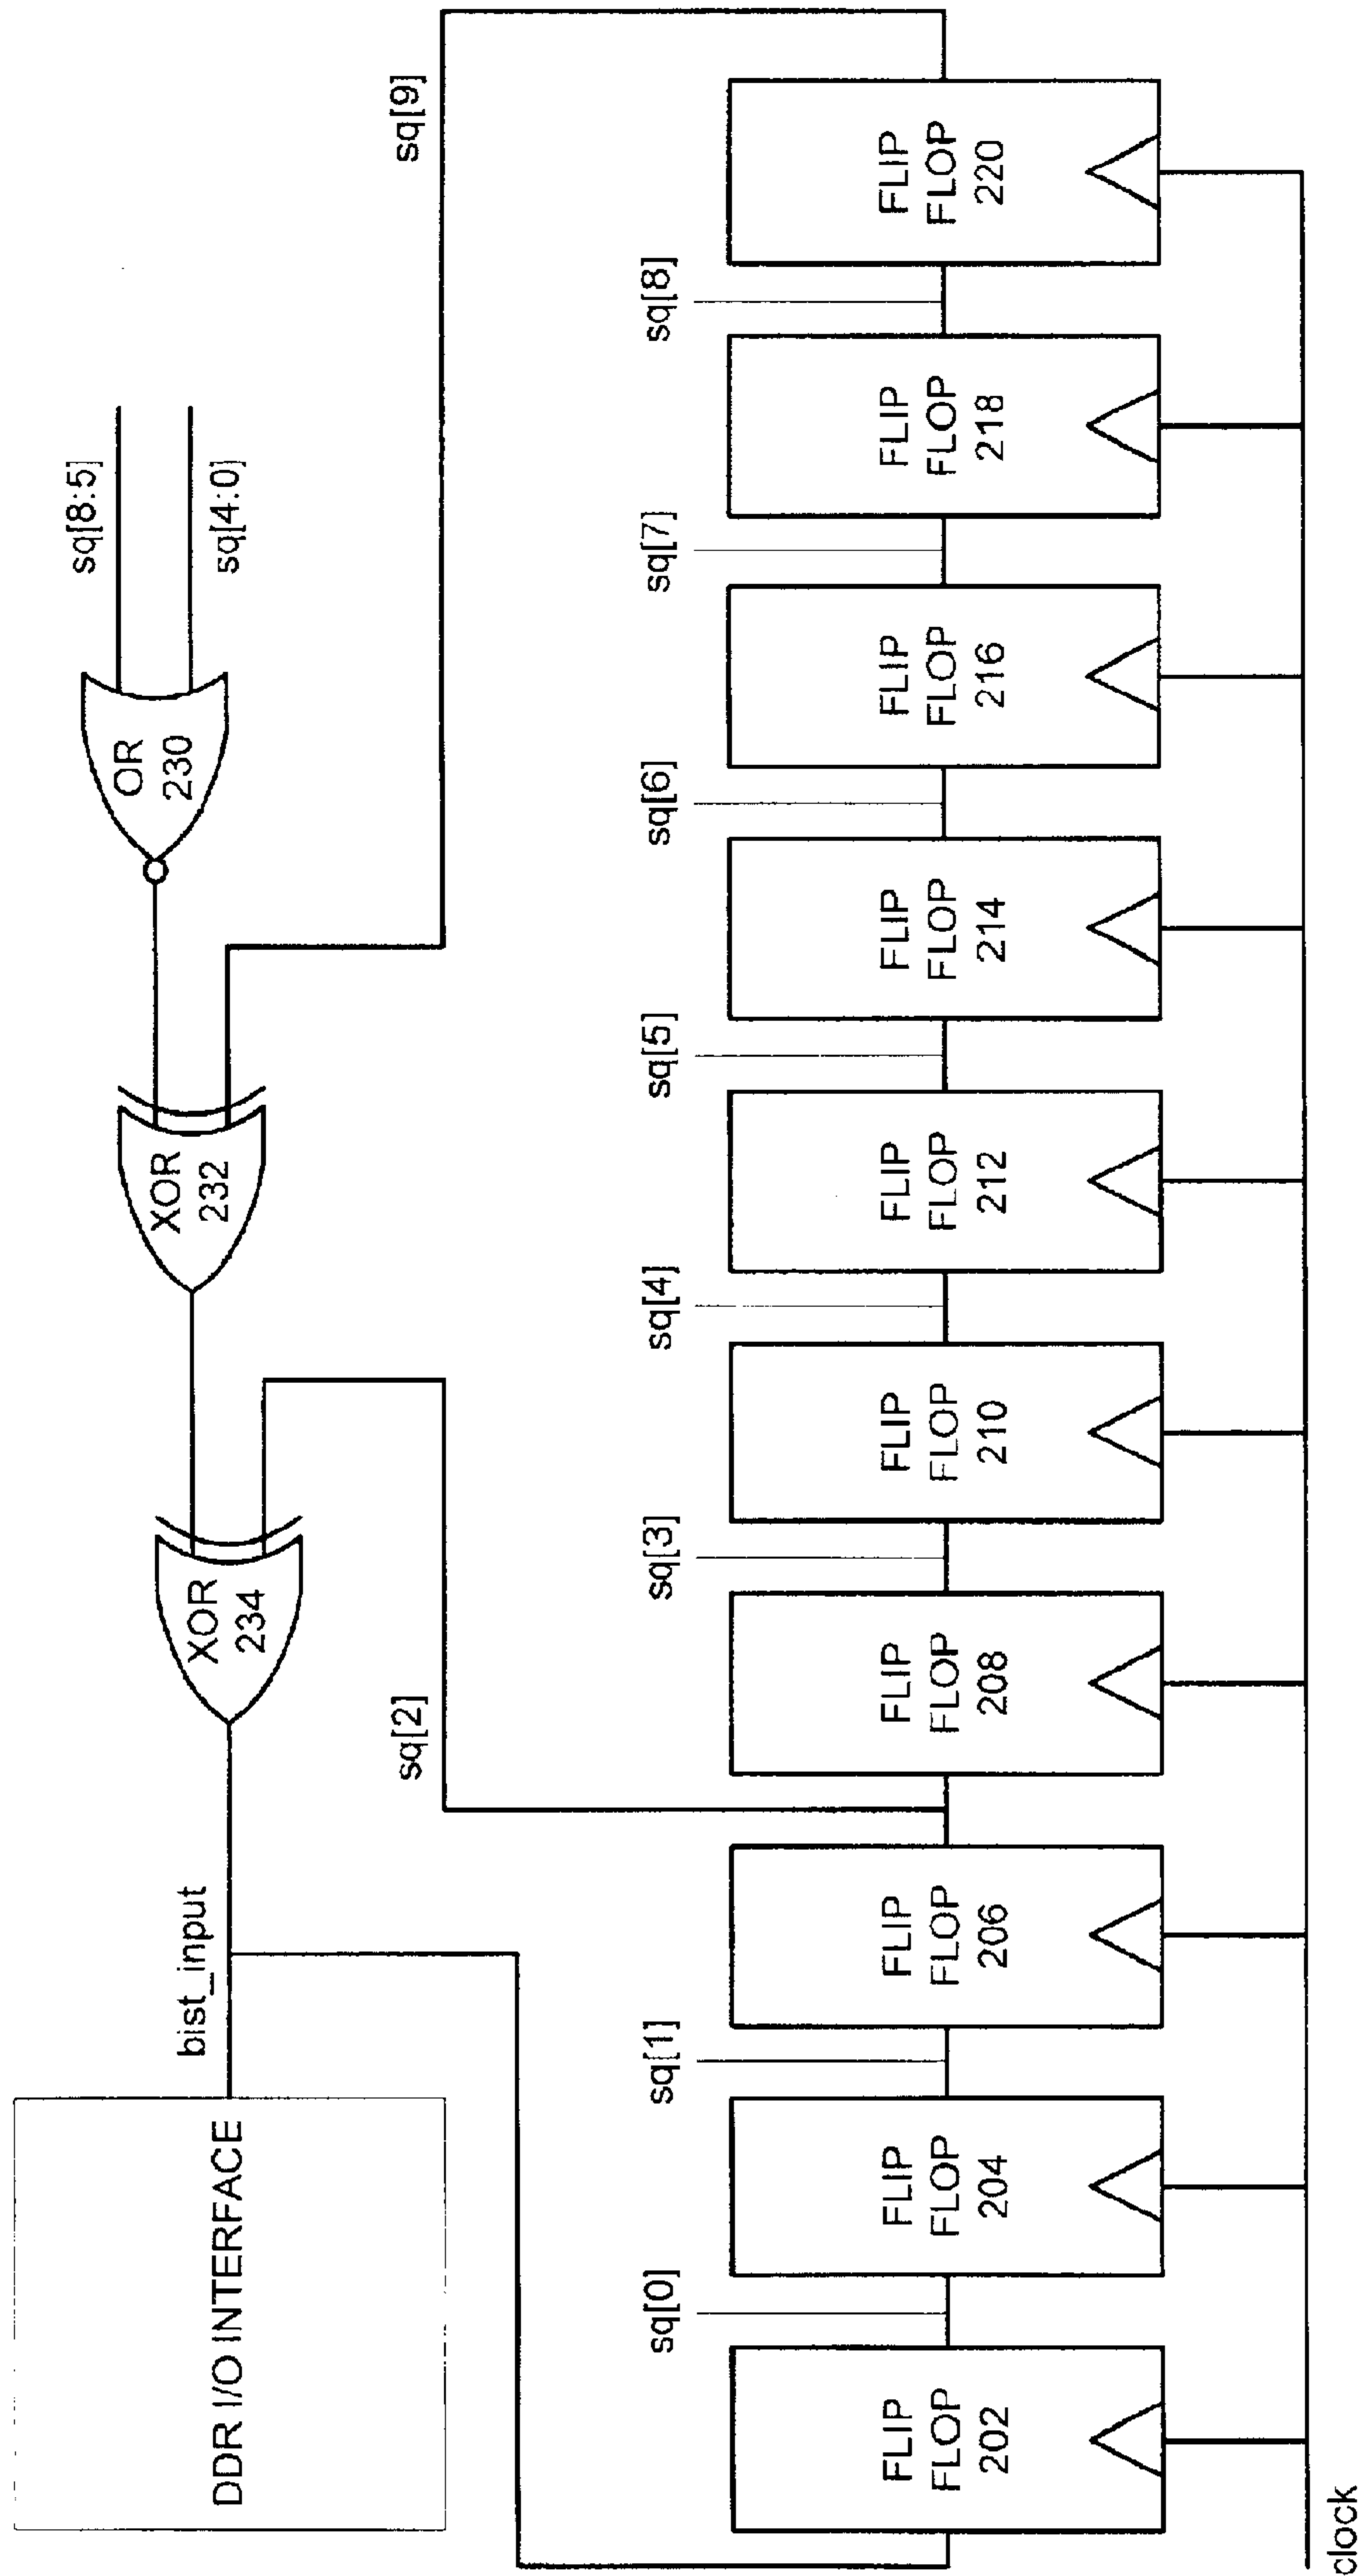 DDR I/O INTERFACE
bist_input
XOR
234
XOR
232
OR
230
sq[8:5]
sq[4:0]
sq[2]
sq[9]
sq[0]
sq[1]
sq[3]
sq[4]
sq[5]
sq[6]
sq[7]
sq[8]
FLIP
FLOP
202
FLIP
FLOP
204
FLIP
FLOP
206
FLIP
FLOP
208
FLIP
FLOP
210
FLIP
FLOP
212
FLIP
FLOP
214
FLIP
FLOP
216
FLIP
FLOP
218
FLIP
FLOP
220
clock